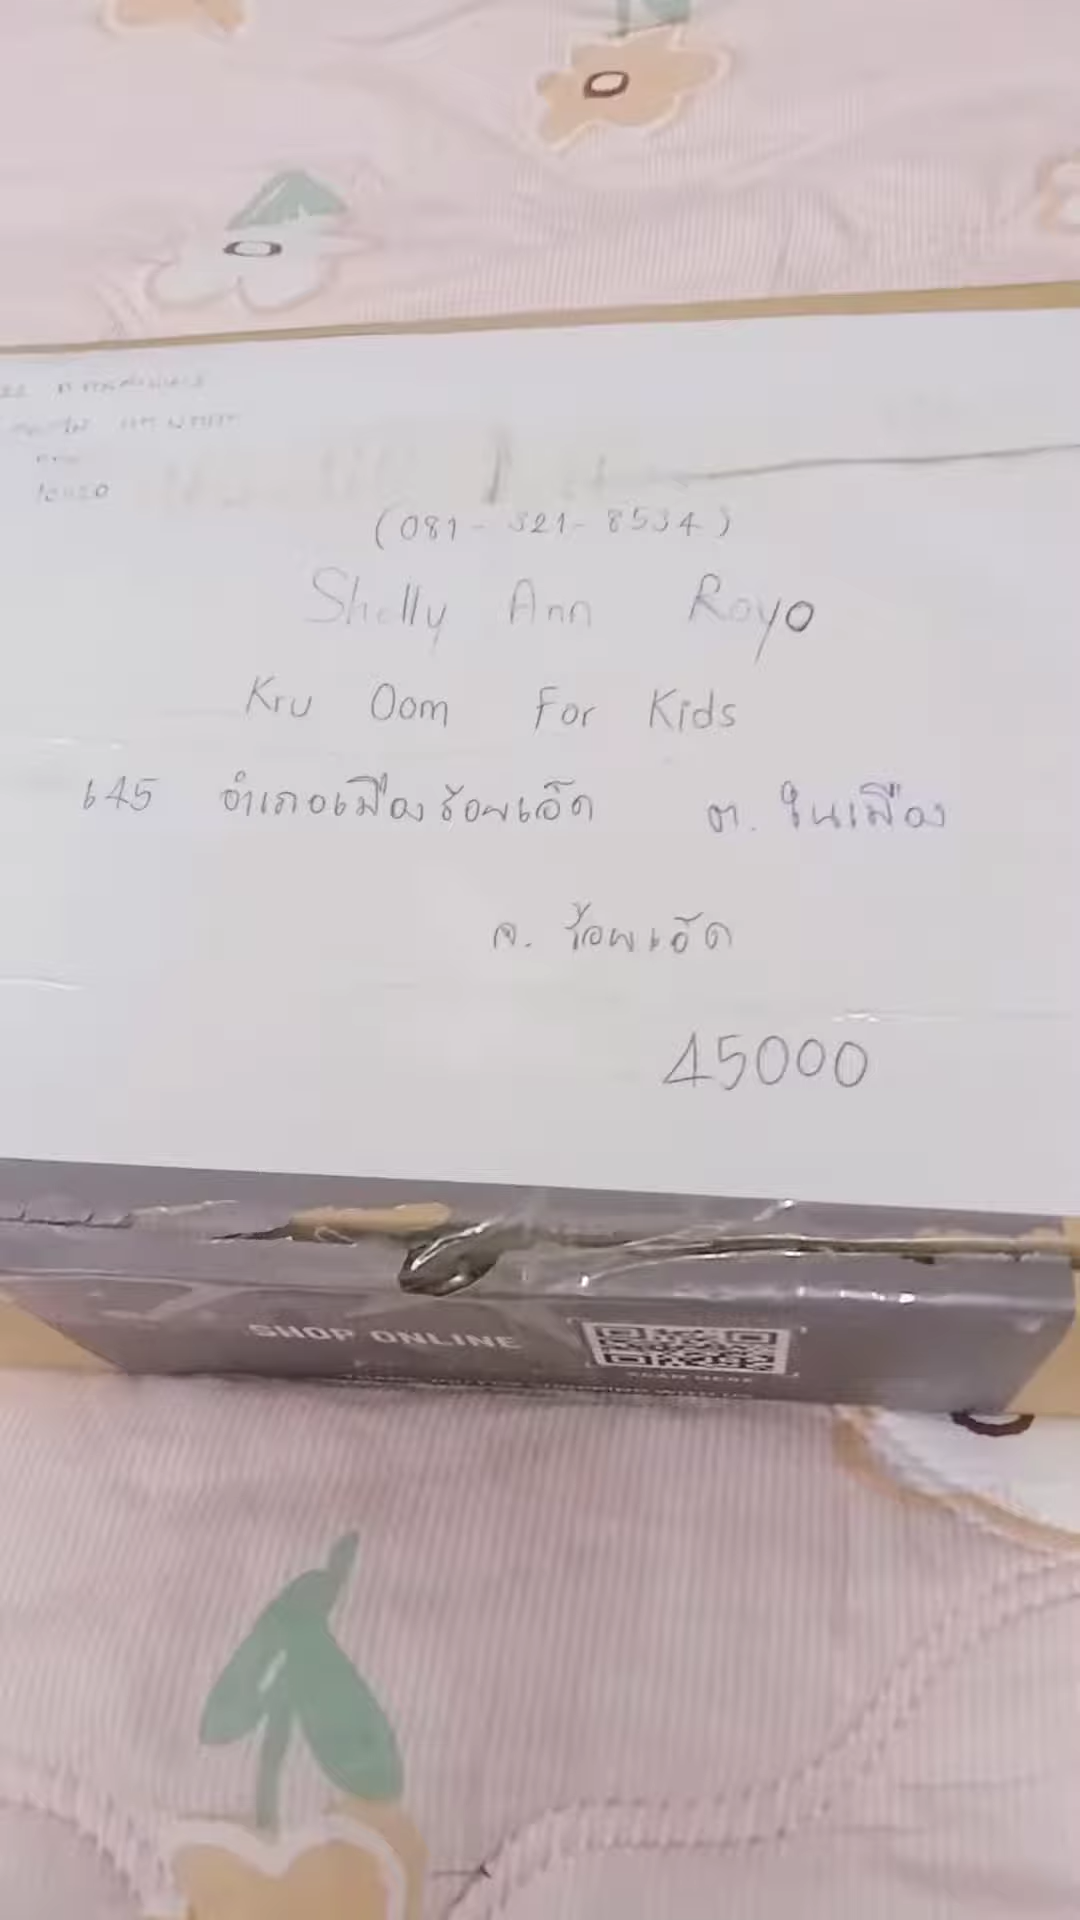 (081-321-8534)
Shelly Ann Royo
Kru Oom For Kids
645 อำเภอเมืองร้อยเอ็ด ต. ในเมือง
จ. ร้อยเอ็ด
45000
SHOP ONLINE
SCAN HERE